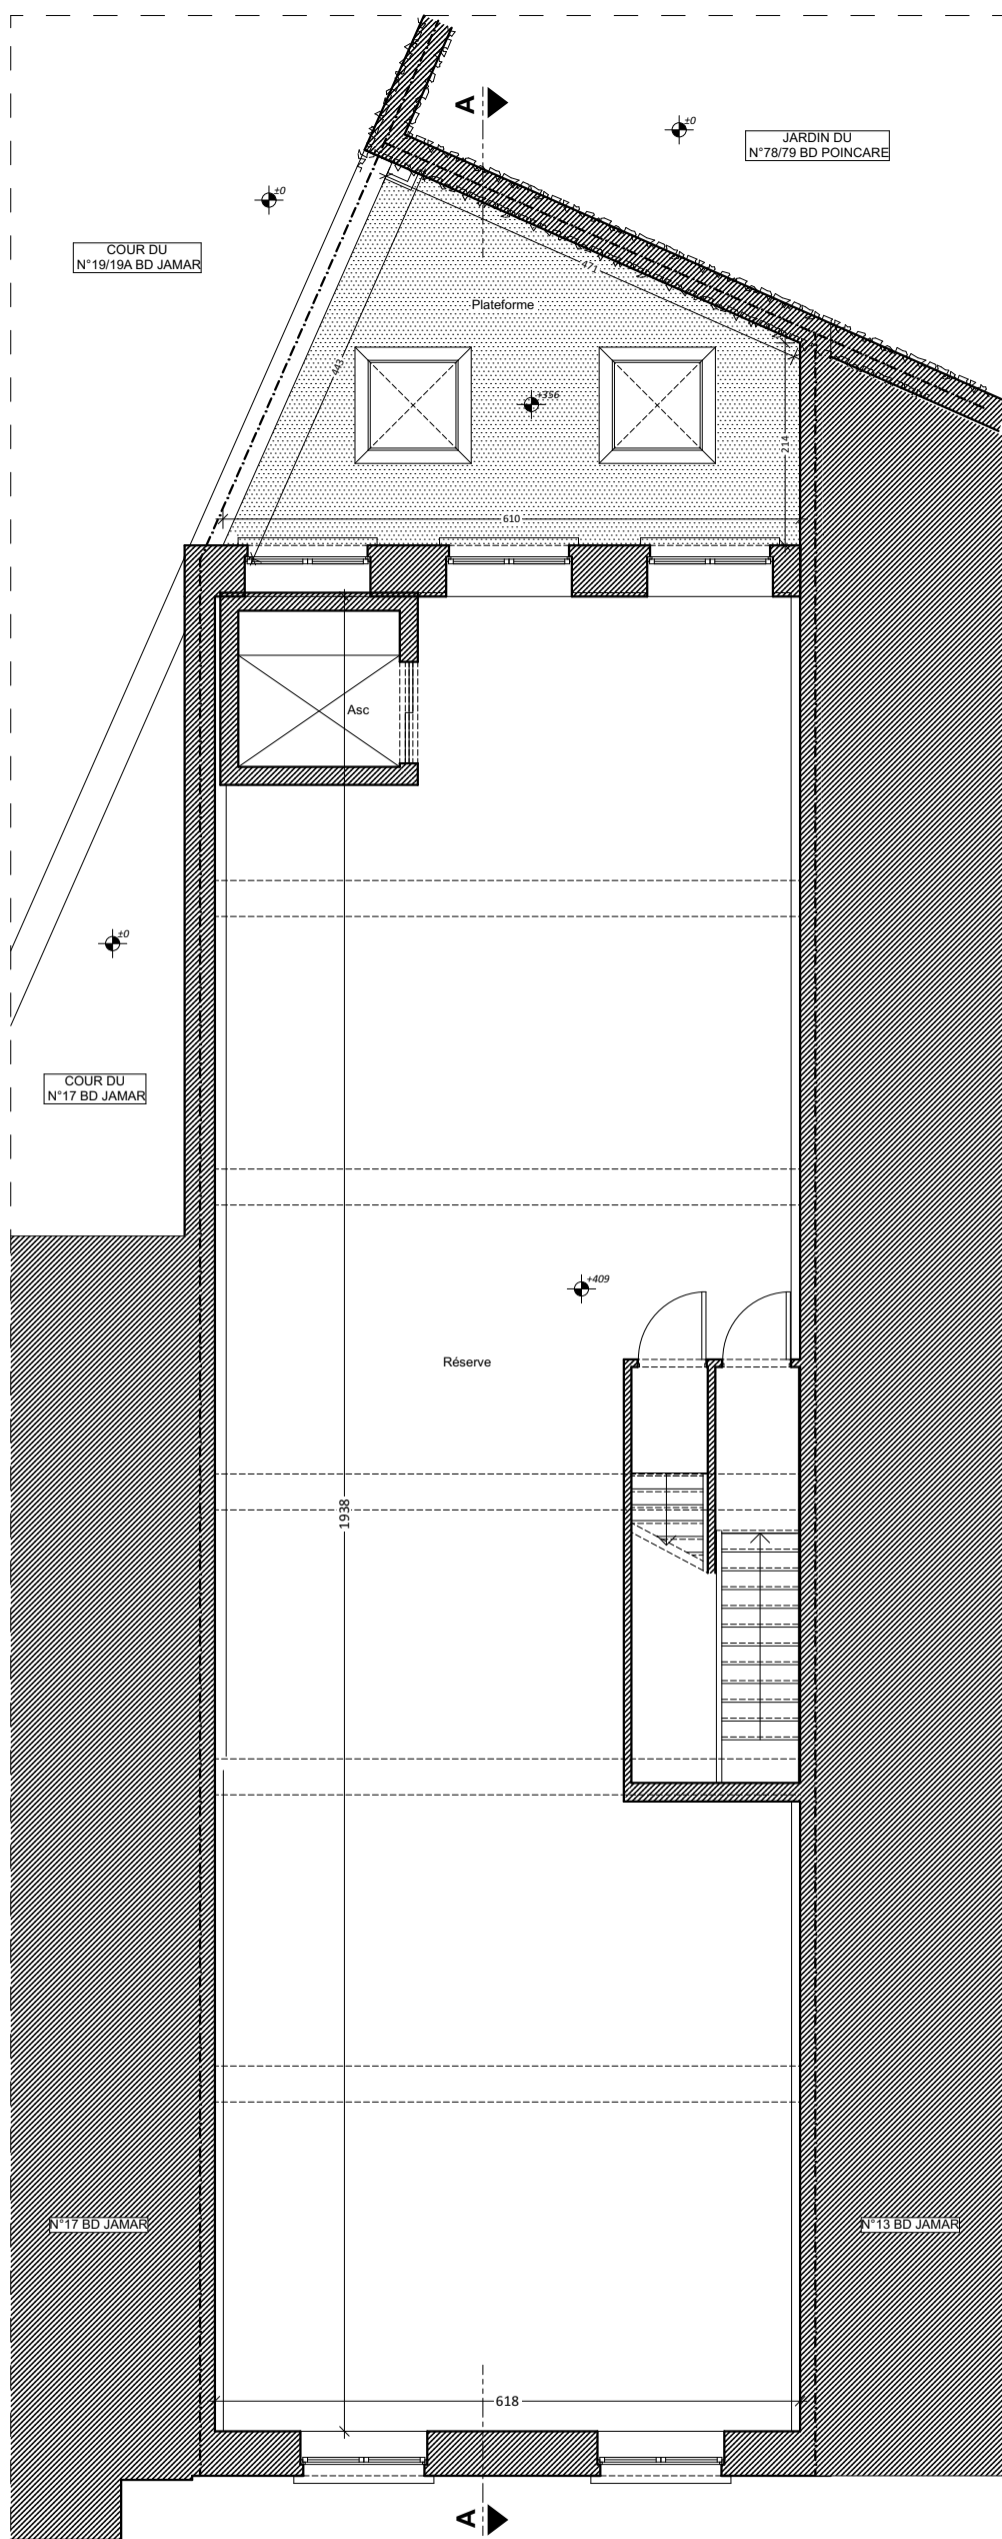 A
±0
JARDIN DU
N°78/79 BD POINCARE
±0
COUR DU
N°19/19A BD JAMAR
471
Plateforme
443
+356
214
610
Asc
±0
COUR DU
N°17 BD JAMAR
+409
Réserve
1938
N°17 BD JAMAR
N°13 BD JAMAR
618
A